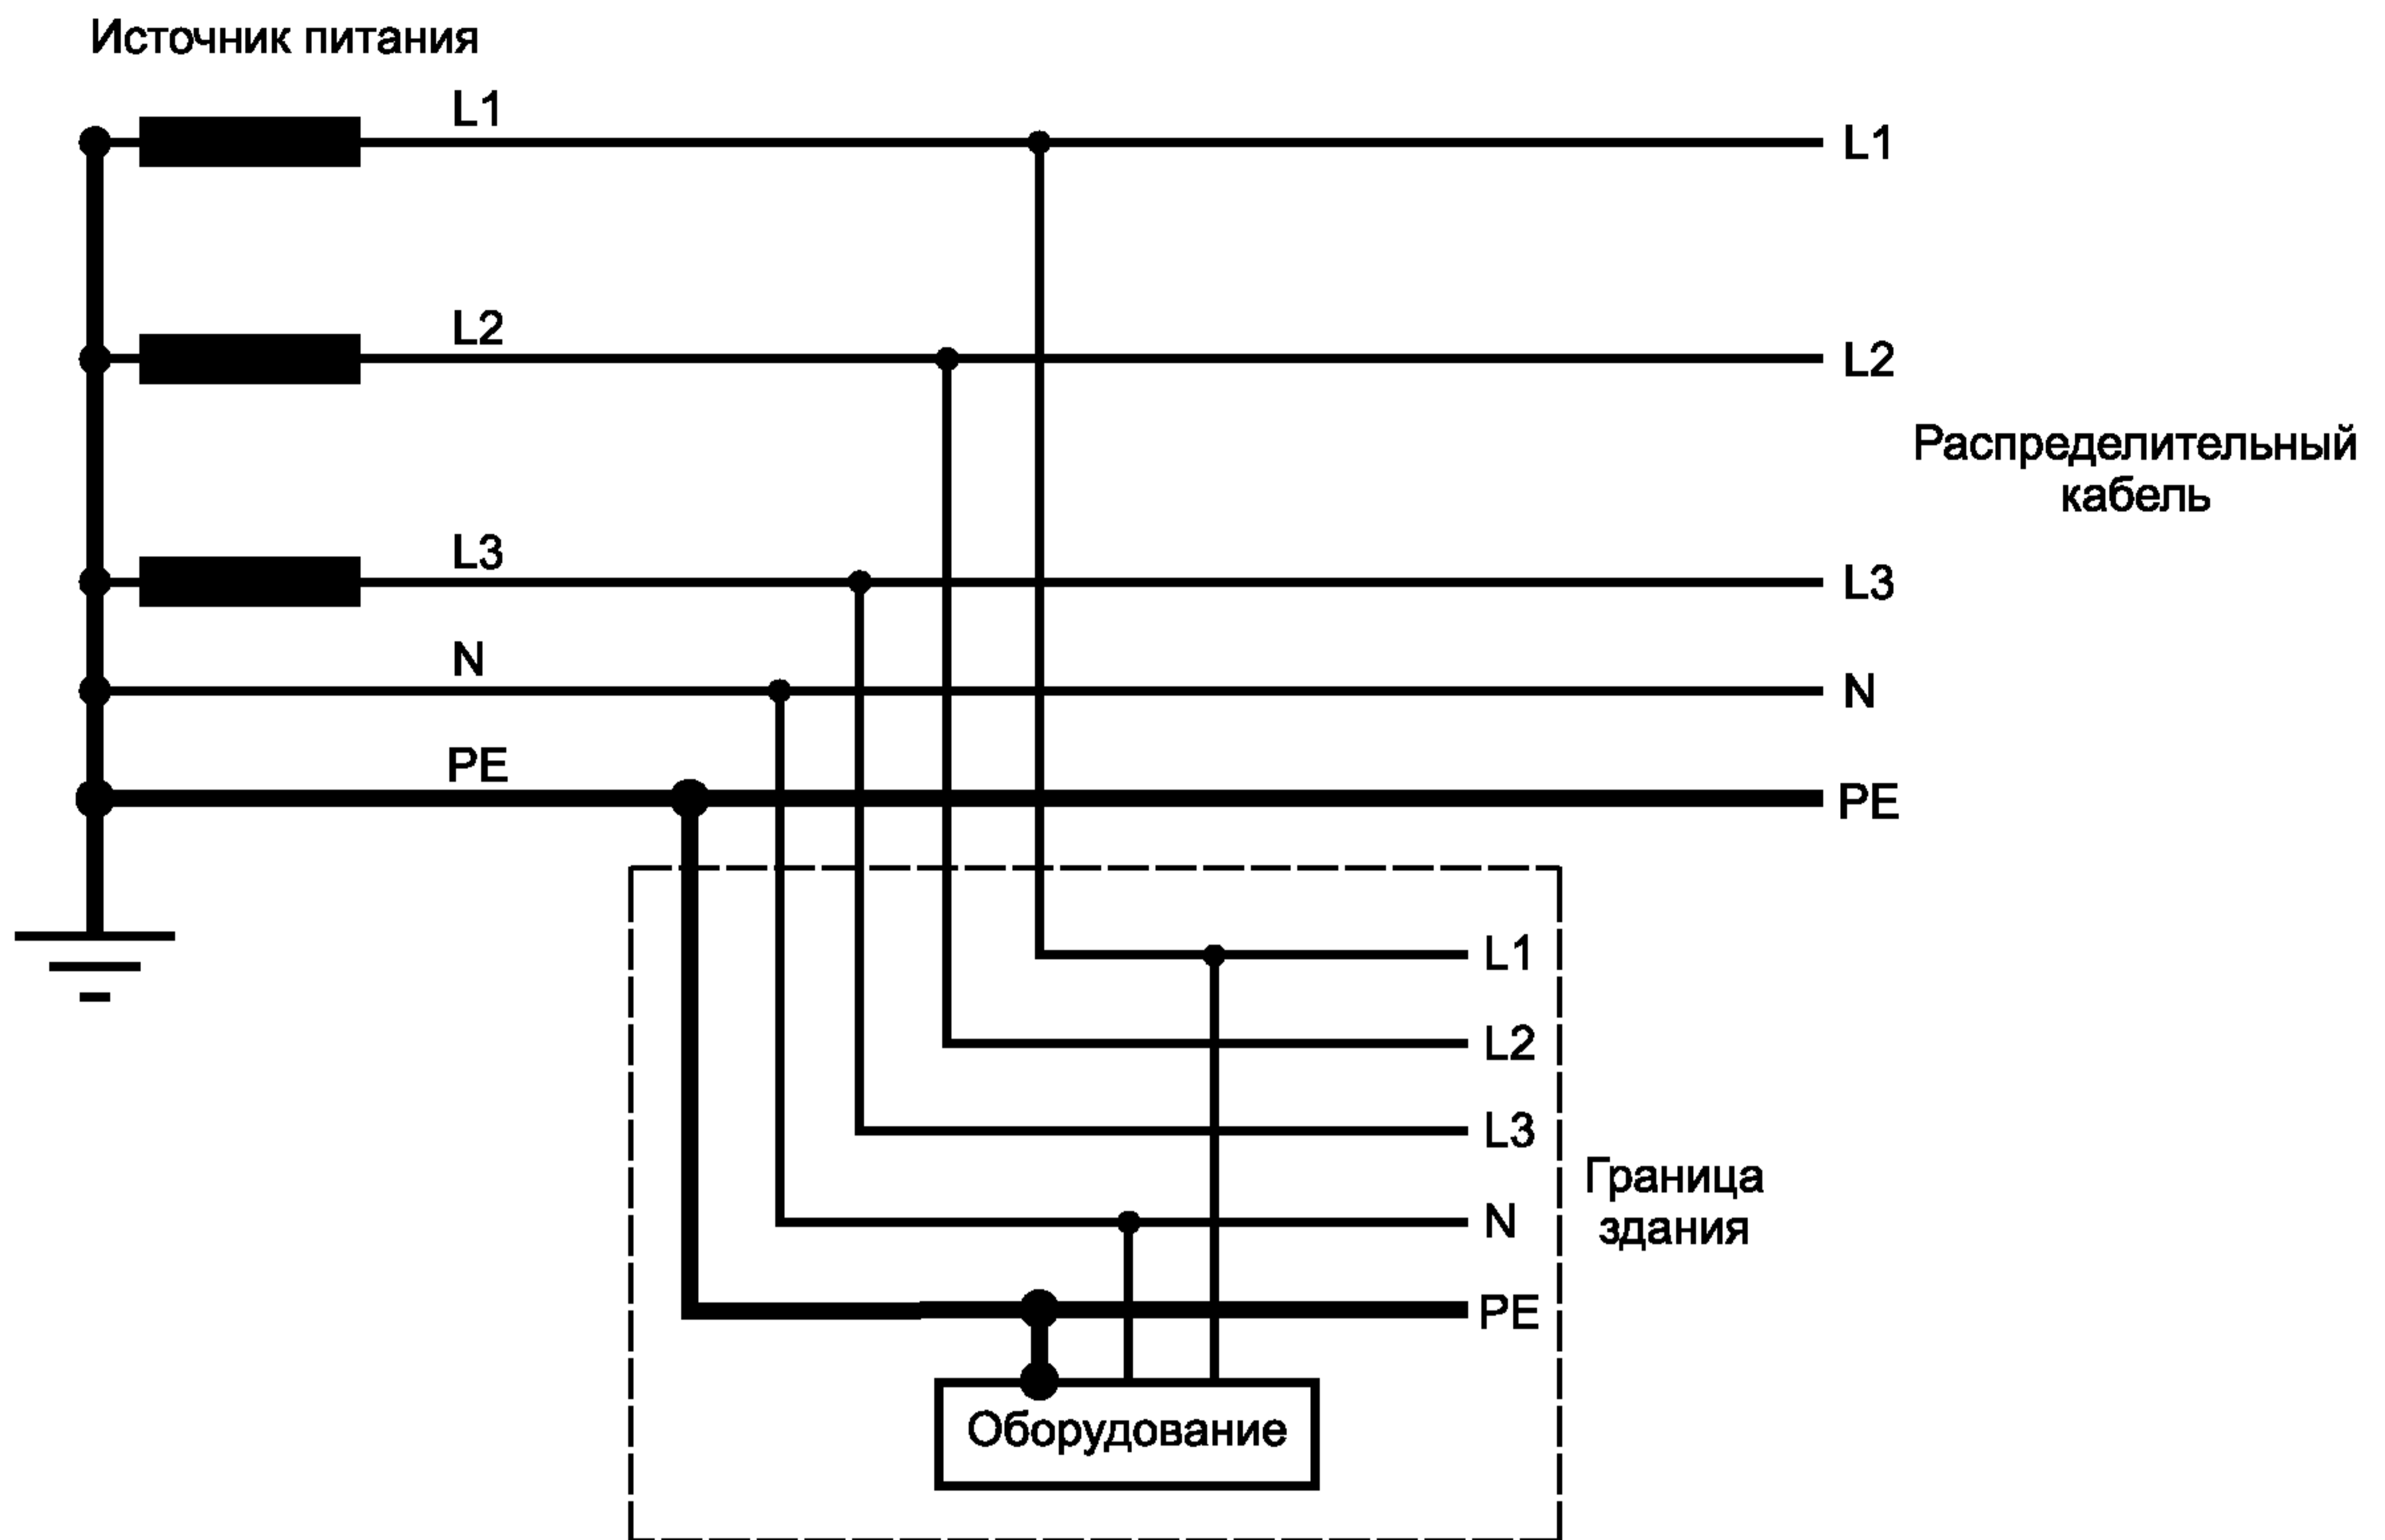 Источник питания
L1
L1
L2
L2
Распределительный
кабель
L3
L3
N
N
PE
PE
L1
L2
L3
Граница
здания
N
PE
Оборудование